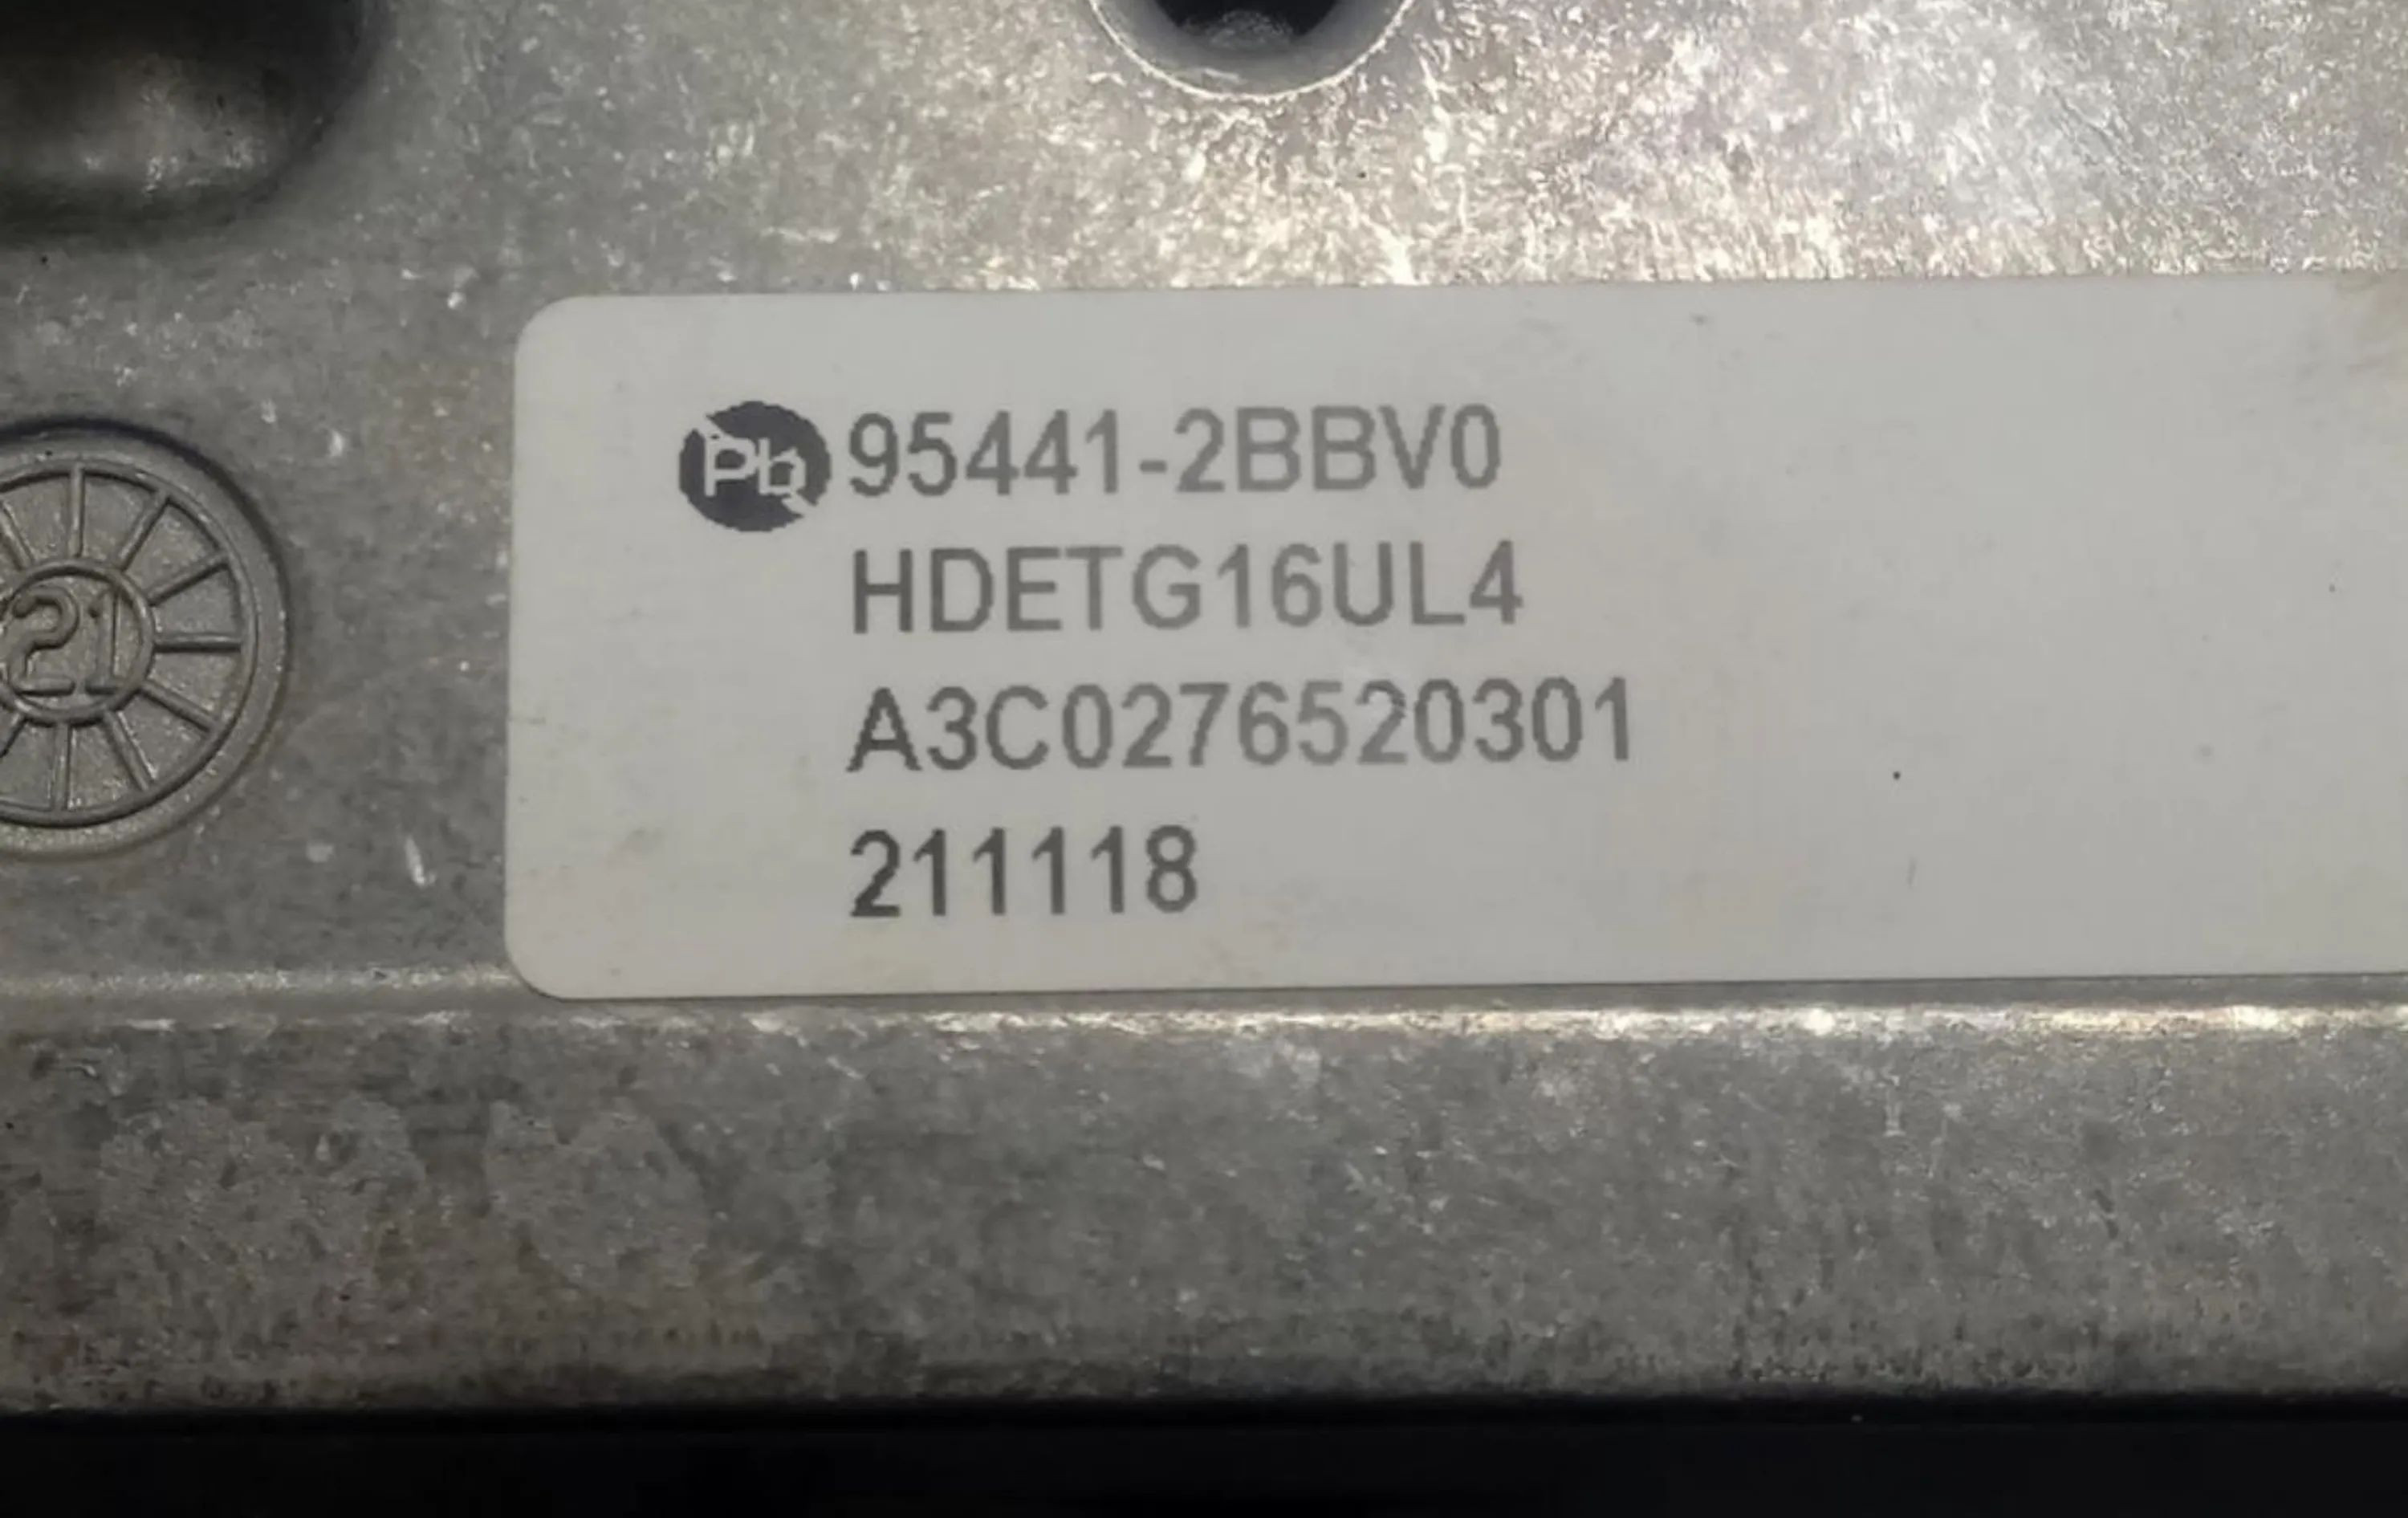 Pb 95441-2BBV0
HDETG16UL4
A3C0276520301
211118
21